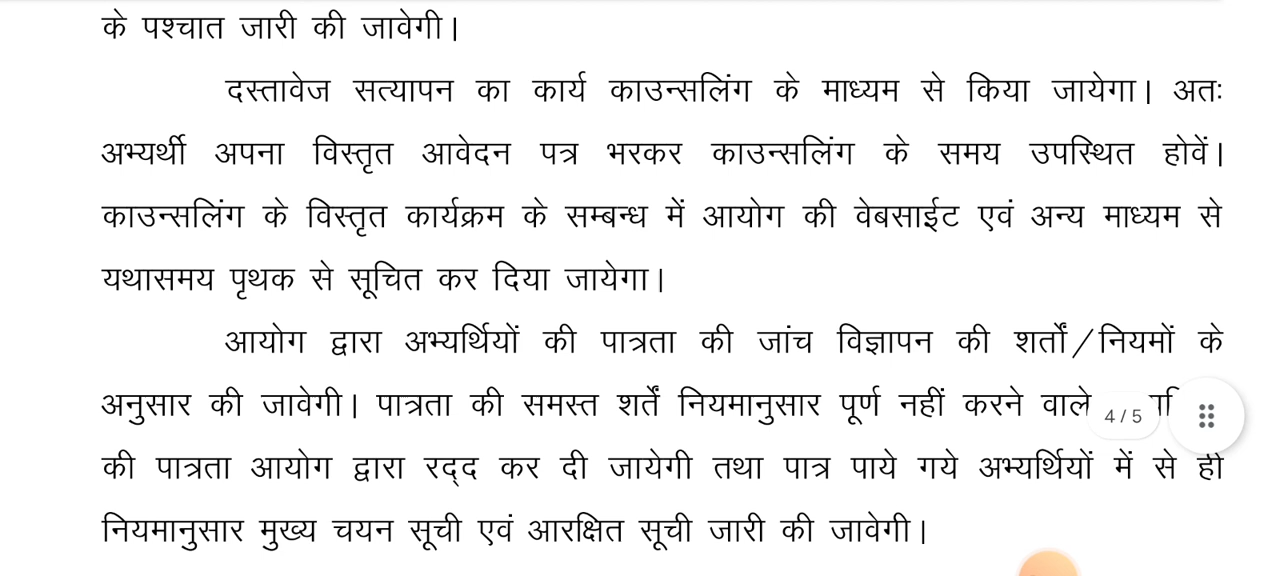 के पश्चात जारी की जावेगी।
दस्तावेज सत्यापन का कार्य काउन्सलिंग के माध्यम से किया जायेगा। अतः
अभ्यर्थी अपना विस्तृत आवेदन पत्र भरकर काउन्सलिंग के समय उपस्थित होवें।
काउन्सलिंग के विस्तृत कार्यक्रम के सम्बन्ध में आयोग की वेबसाईट एवं अन्य माध्यम से
यथासमय पृथक से सूचित कर दिया जायेगा।
आयोग द्वारा अभ्यर्थियों की पात्रता की जांच विज्ञापन की शर्तों/नियमों के
अनुसार की जावेगी। पात्रता की समस्त शर्तें नियमानुसार पूर्ण नहीं करने वाले
4 / 5
की पात्रता आयोग द्वारा रद्द कर दी जायेगी तथा पात्र पाये गये अभ्यर्थियों में से ही
नियमानुसार मुख्य चयन सूची एवं आरक्षित सूची जारी की जावेगी।